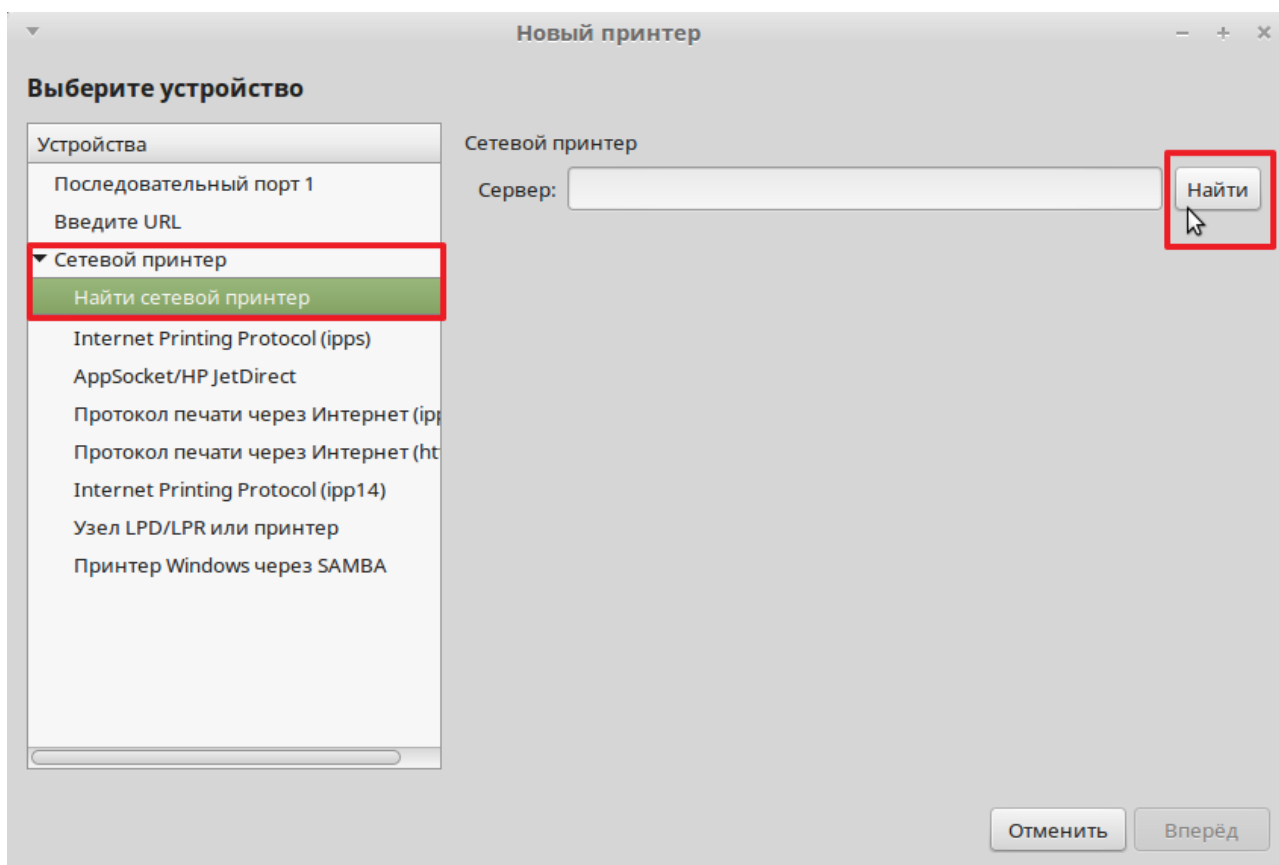 Новый принтер
Выберите устройство
Устройства
Последовательный порт 1
Введите URL
Сетевой принтер
Найти сетевой принтер
Internet Printing Protocol (ipps)
AppSocket/HP JetDirect
Протокол печати через Интернет (ipp
Протокол печати через Интернет (ht
Internet Printing Protocol (ipp14)
Узел LPD/LPR или принтер
Принтер Windows через SAMBA
Сетевой принтер
Сервер:
Найти
Отменить
Вперёд